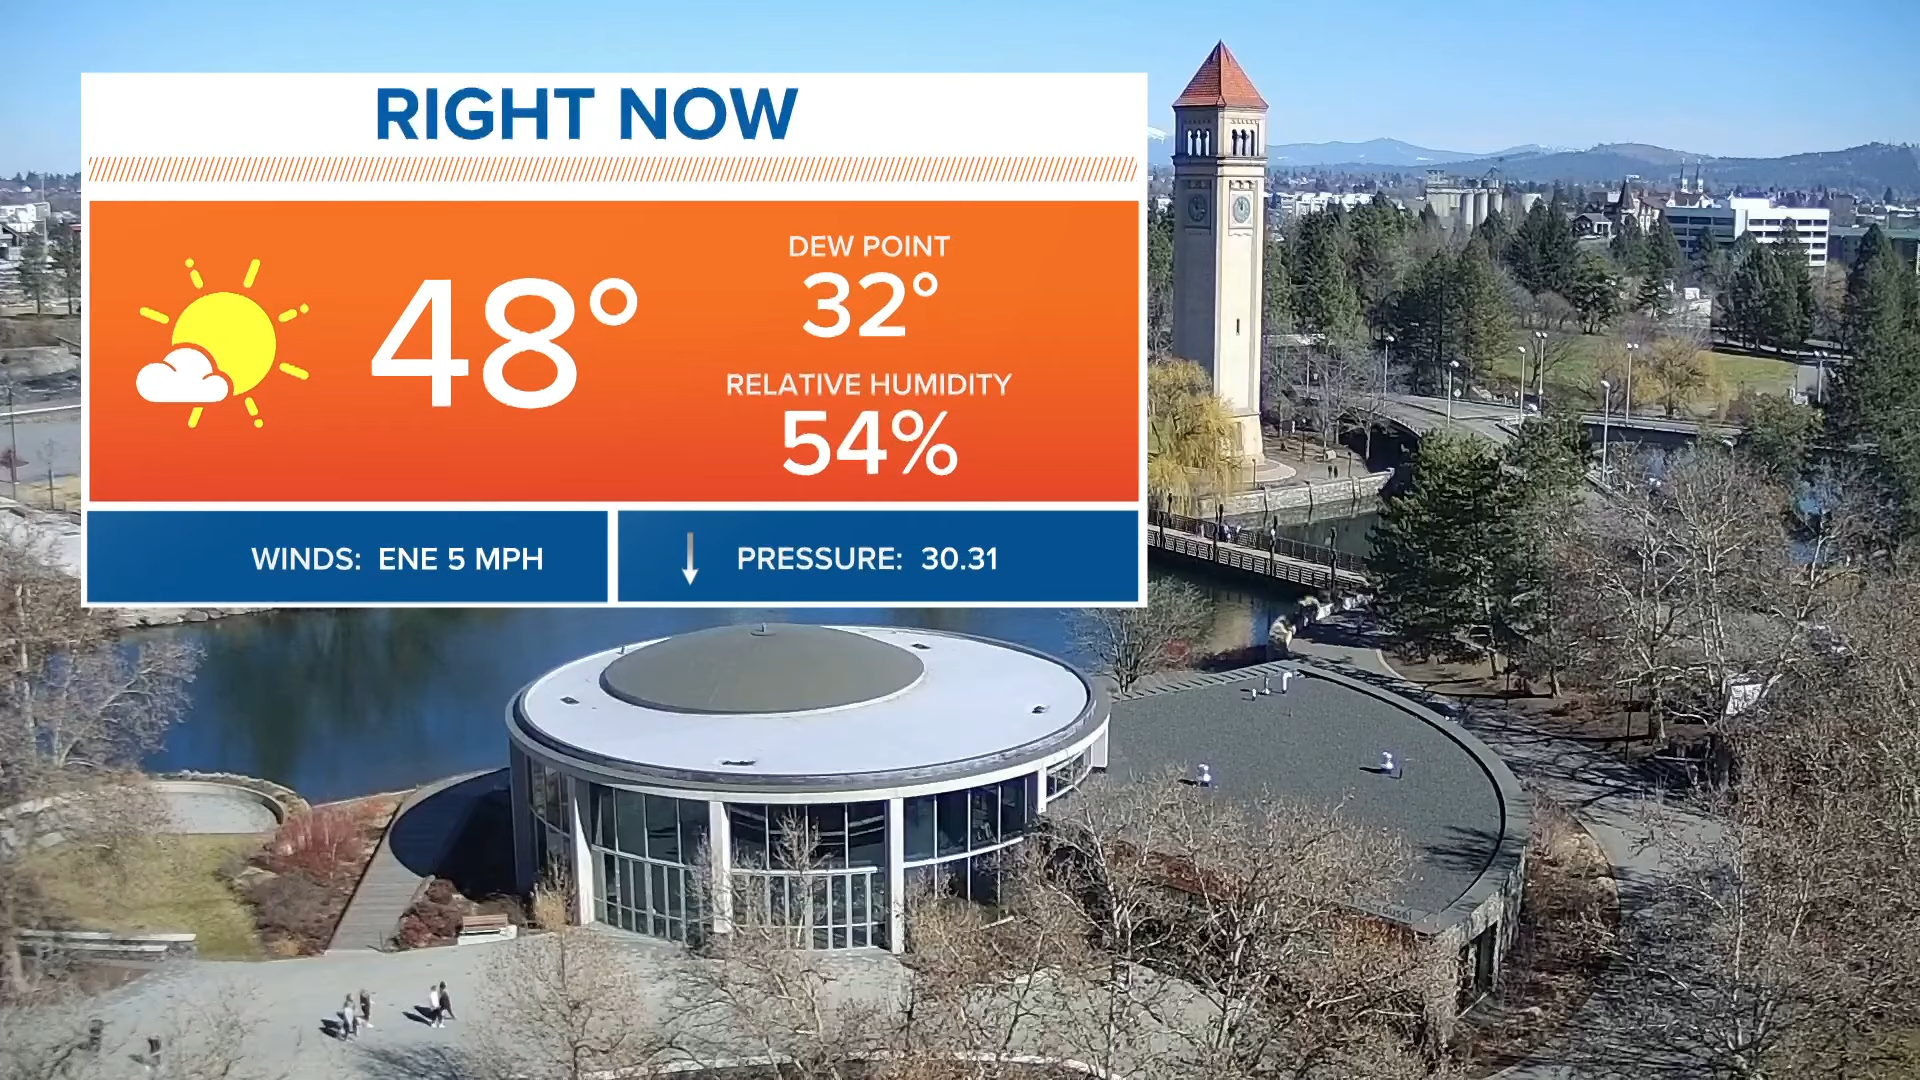 RIGHT NOW
48°
DEW POINT
32°
RELATIVE HUMIDITY
54%
WINDS: ENE 5 MPH
PRESSURE: 30.31